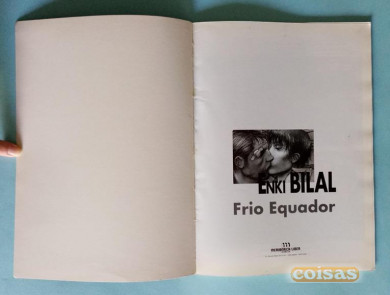 ENKI BILAL
Frio Equador
coisas